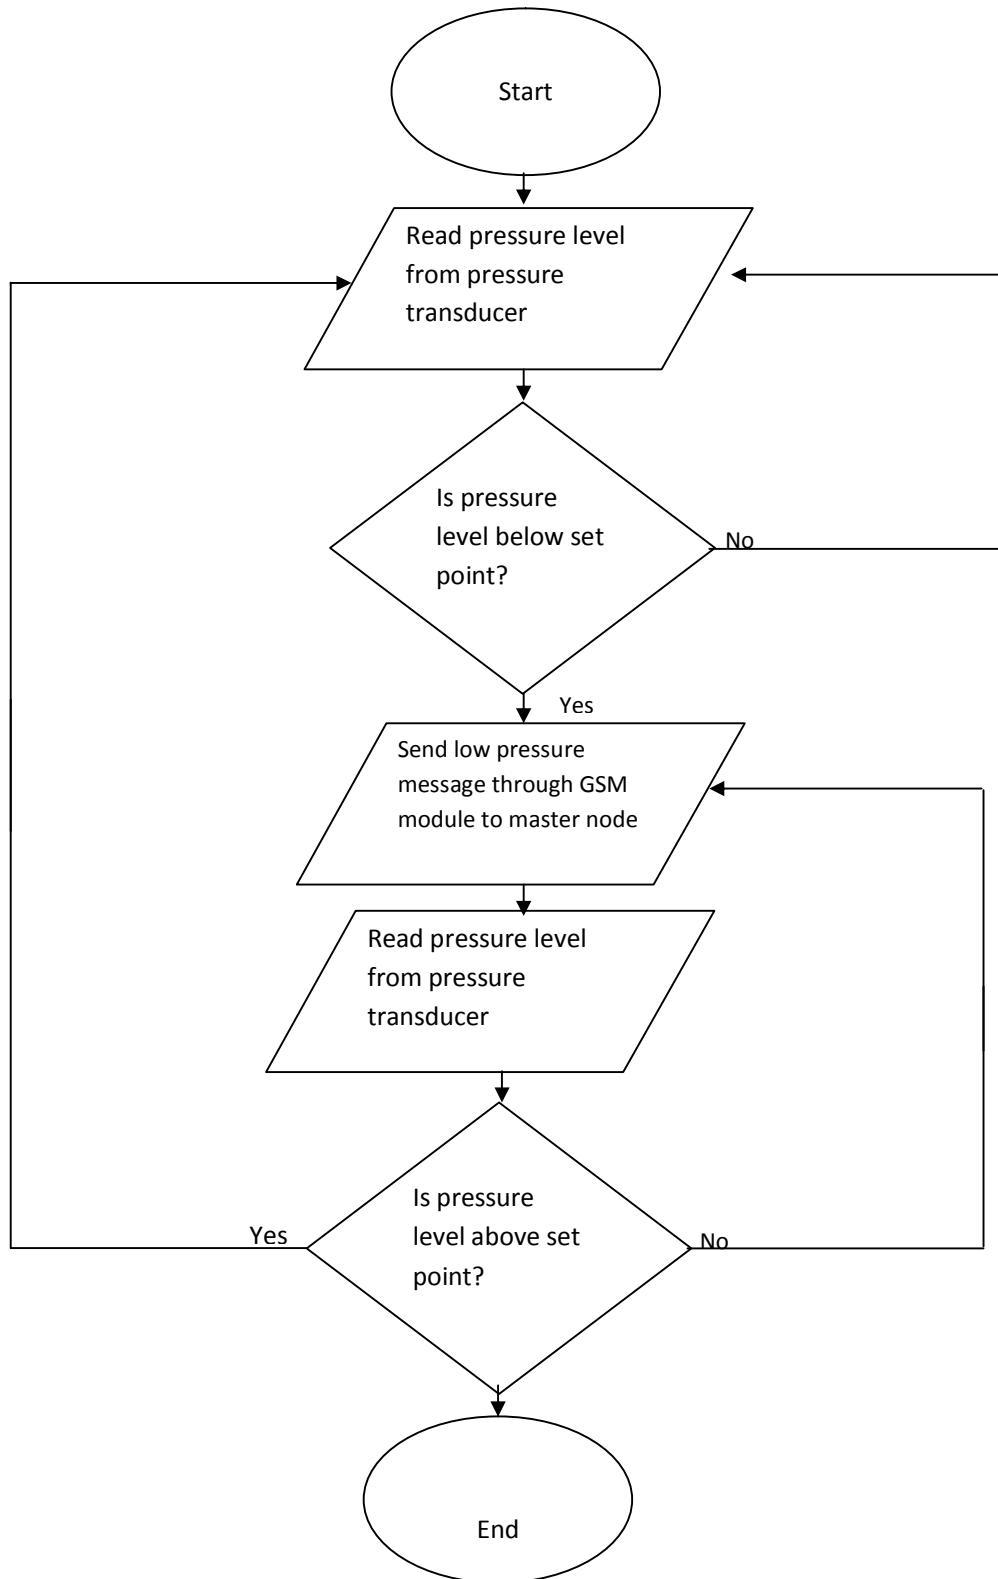 Start
Read pressure level
from pressure
transducer
Is pressure
level below set
point?
No
Yes
Send low pressure
message through GSM
module to master node
Read pressure level
from pressure
transducer
Is pressure
level above set
point?
Yes
No
End